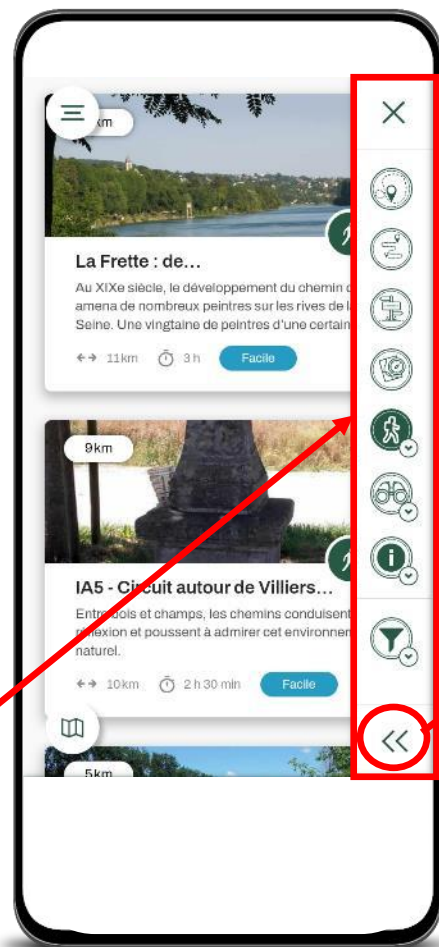 km
La Frette : de...
Au XIXe siècle, le développement du chemin
amena de nombreux peintres sur les rives de
Seine. Une vingtaine de peintres d'une certain
11km 3 h Facile
9km
IA5 - Circuit autour de Villiers...
Entre bois et champs, les chemins conduisent
réflexion et poussent à admirer cet environnem
naturel.
10km 2 h 30 min Facile
5km